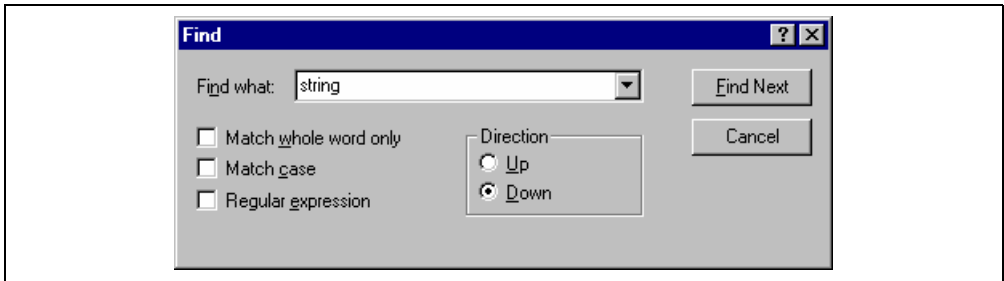 Find
Find what: string
Find Next
Match whole word only
Direction
Cancel
Match case
Up
Regular expression
Down